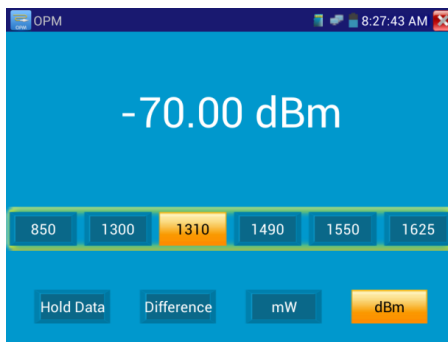 OPM 8:27:43 AM
OPM
-70.00 dBm
850 1300 1310 1490 1550 1625
Hold Data Difference mW dBm